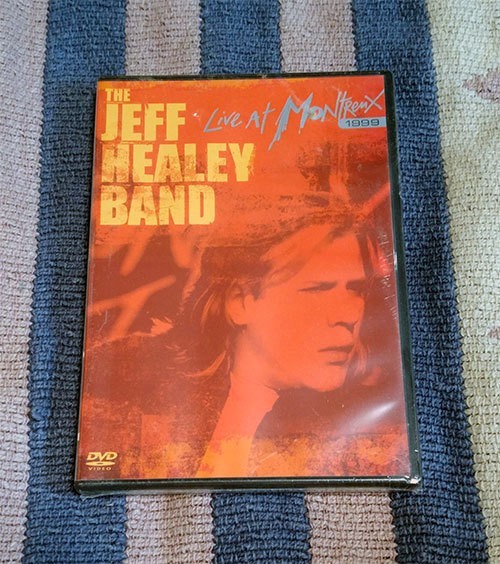 THE
JEFF
HEALEY
BAND
Live At Montreux
1999
DVD
VIDEO